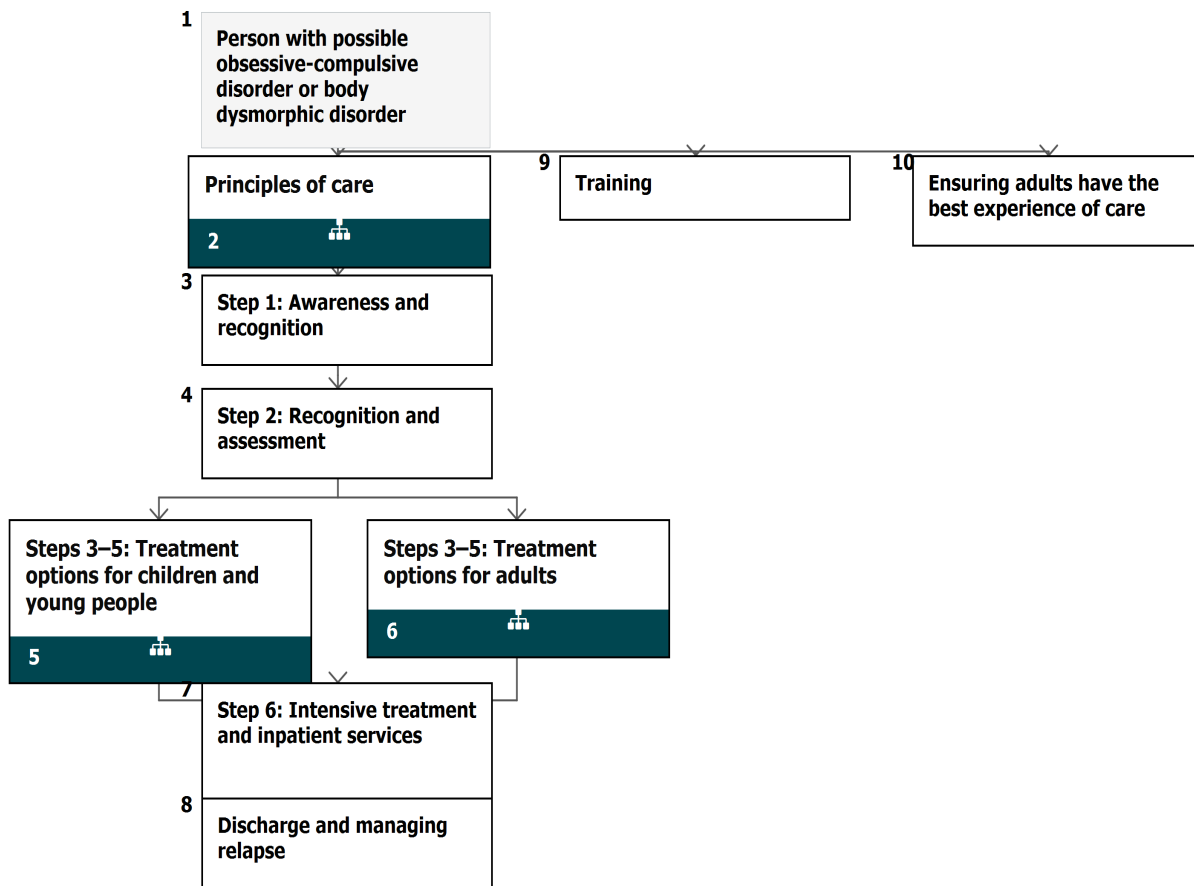 1
Person with possible
obsessive-compulsive
disorder or body
dysmorphic disorder
Principles of care
2
9
Training
10
Ensuring adults have the
best experience of care
3
Step 1: Awareness and
recognition
4
Step 2: Recognition and
assessment
Steps 3–5: Treatment
options for children and
young people
5
Steps 3–5: Treatment
options for adults
6
7
Step 6: Intensive treatment
and inpatient services
8
Discharge and managing
relapse